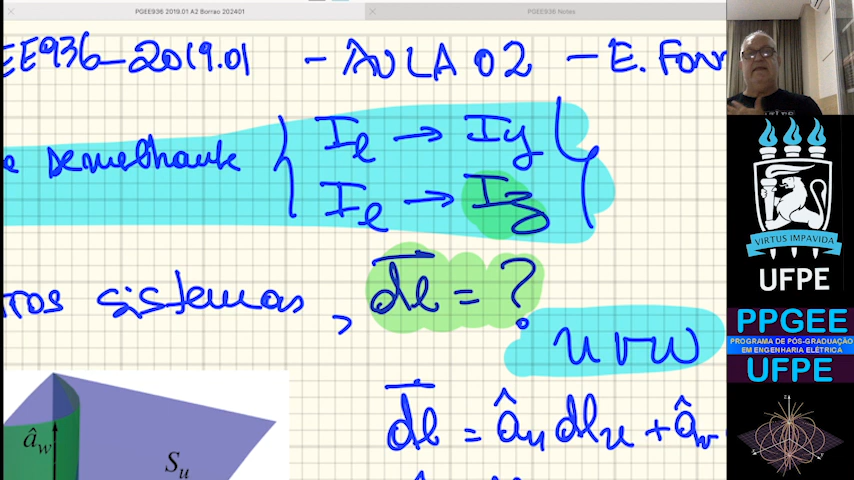 PGEE936 2019.01 A2 Borrao 202401
PGEE936 Notes
EE936-2019.01 - AULA 02 - E. Fon
e semelhante { Iℓ → Iy
Iℓ → Iz }
tros sistemas, dℓ = ?
u v w
dℓ = âu dℓu + âv
âw
Su
VIRTUS IMPAVIDA
UFPE
PPGEE
PROGRAMA DE PÓS-GRADUAÇÃO
EM ENGENHARIA ELÉTRICA
UFPE